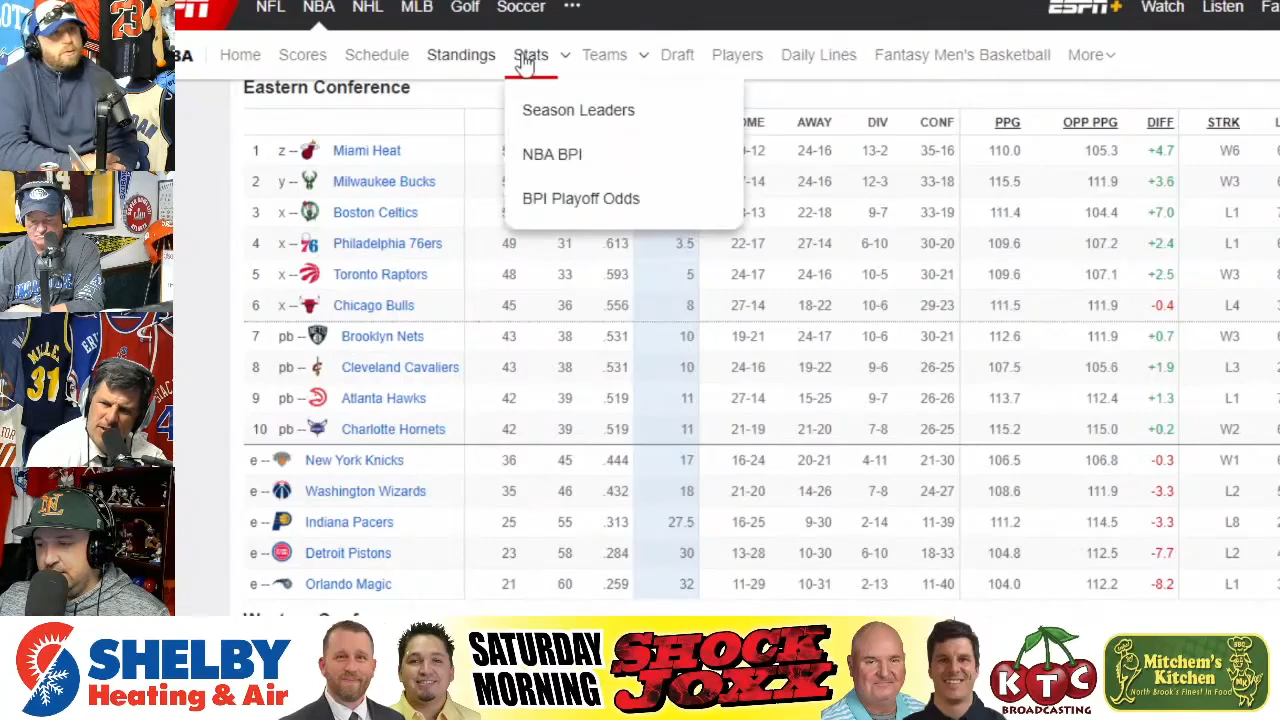 NFL NBA NHL MLB Golf Soccer ••• ESPN+ Watch Listen Fa
BA Home Scores Schedule Standings Stats Teams Draft Players Daily Lines Fantasy Men's Basketball More
Season Leaders
NBA BPI
BPI Playoff Odds
Eastern Conference
OME AWAY DIV CONF PPG OPP PPG DIFF STRK
1 z -- Miami Heat -12 24-16 13-2 35-16 110.0 105.3 +4.7 W6
2 y -- Milwaukee Bucks -14 24-16 12-3 33-18 115.5 111.9 +3.6 W3
3 x -- Boston Celtics -13 22-18 9-7 33-19 111.4 104.4 +7.0 L1
4 x -- Philadelphia 76ers 49 31 .613 3.5 22-17 27-14 6-10 30-20 109.6 107.2 +2.4 L1
5 x -- Toronto Raptors 48 33 .593 5 24-17 24-16 10-5 30-21 109.6 107.1 +2.5 W3
6 x -- Chicago Bulls 45 36 .556 8 27-14 18-22 10-6 29-23 111.5 111.9 -0.4 L4
7 pb -- Brooklyn Nets 43 38 .531 10 19-21 24-17 10-6 30-21 112.6 111.9 +0.7 W3
8 pb -- Cleveland Cavaliers 43 38 .531 10 24-16 19-22 9-6 26-25 107.5 105.6 +1.9 L3
9 pb -- Atlanta Hawks 42 39 .519 11 27-14 15-25 9-7 26-26 113.7 112.4 +1.3 L1
10 pb -- Charlotte Hornets 42 39 .519 11 21-19 21-20 7-8 26-25 115.2 115.0 +0.2 W2
e -- New York Knicks 36 45 .444 17 16-24 20-21 4-11 21-30 106.5 106.8 -0.3 W1
e -- Washington Wizards 35 46 .432 18 21-20 14-26 7-8 24-27 108.6 111.9 -3.3 L2
e -- Indiana Pacers 25 55 .313 27.5 16-25 9-30 2-14 11-39 111.2 114.5 -3.3 L8
e -- Detroit Pistons 23 58 .284 30 13-28 10-30 6-10 18-33 104.8 112.5 -7.7 L2
e -- Orlando Magic 21 60 .259 32 11-29 10-31 2-13 11-40 104.0 112.2 -8.2 L1
23
31
SHELBY
Heating & Air
SATURDAY
MORNING
SHOCK
JOXX
KTC
BROADCASTING
Mitchem's
Kitchen
North Brook's Finest in Food